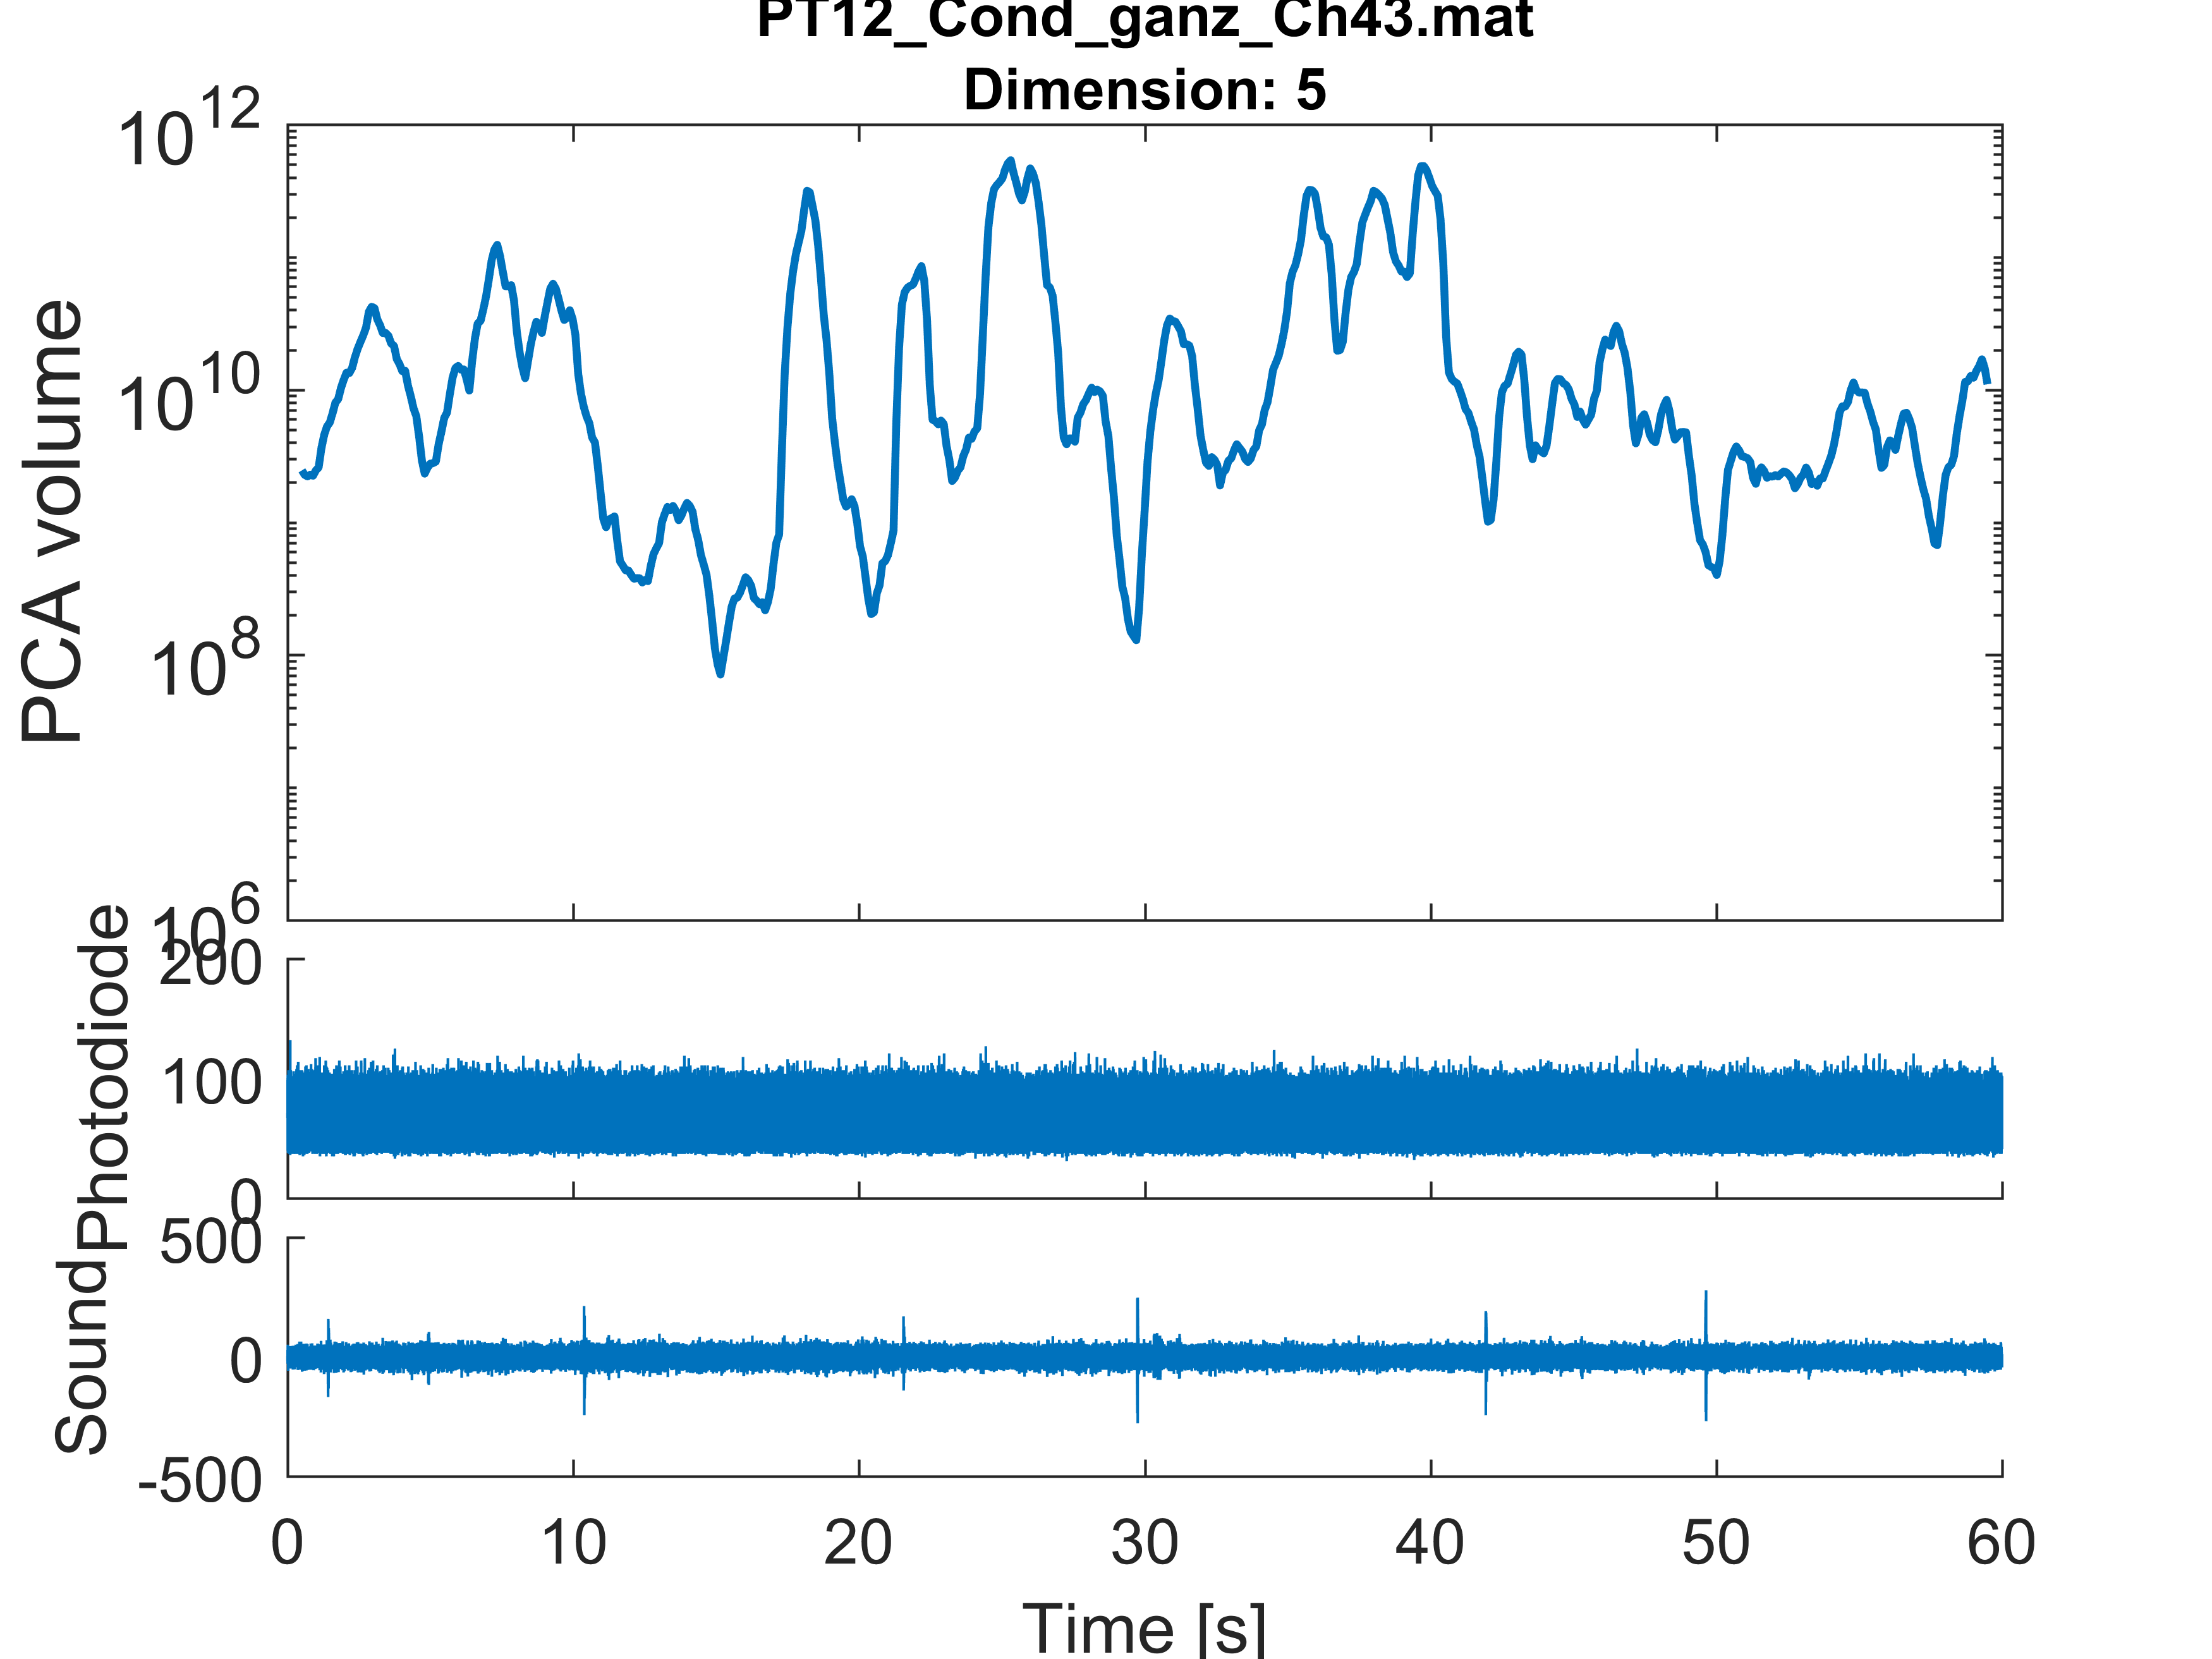 PT12_Cond_ganz_Ch43.mat
Dimension: 5
PCA volume
10^12
10^10
10^8
10^6
Photodiode
200
100
0
Sound
500
0
-500
0 10 20 30 40 50 60
Time [s]